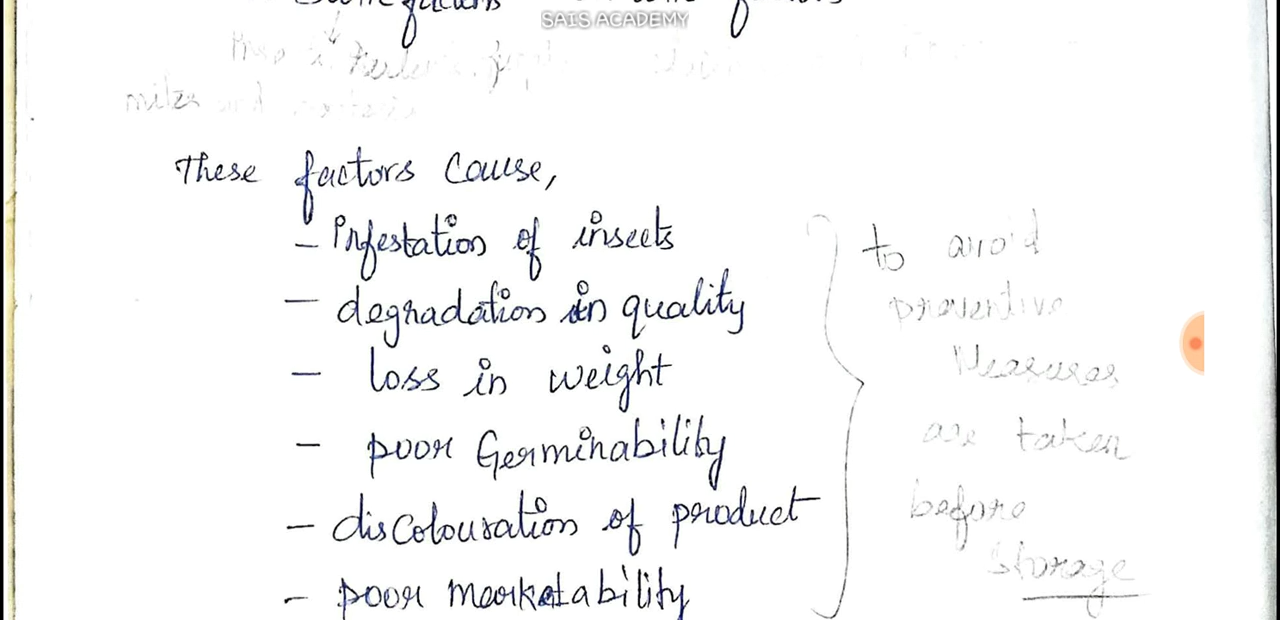 factors
SAIS ACADEMY
These factors cause,
- Infestation of insects
- degradation in quality
- loss in weight
- poor Germinability
- discolouration of product
- poor marketability
to avoid
preventive
Measures
are taken
before
storage